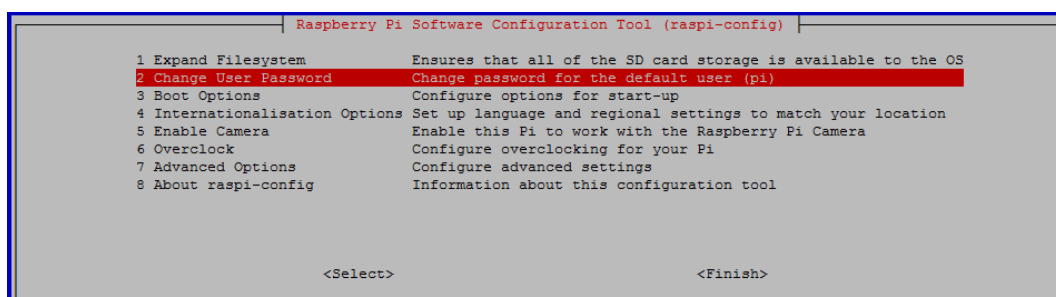 Raspberry Pi Software Configuration Tool (raspi-config)
1 Expand Filesystem Ensures that all of the SD card storage is available to the OS
2 Change User Password Change password for the default user (pi)
3 Boot Options Configure options for start-up
4 Internationalisation Options Set up language and regional settings to match your location
5 Enable Camera Enable this Pi to work with the Raspberry Pi Camera
6 Overclock Configure overclocking for your Pi
7 Advanced Options Configure advanced settings
8 About raspi-config Information about this configuration tool
<Select> <Finish>